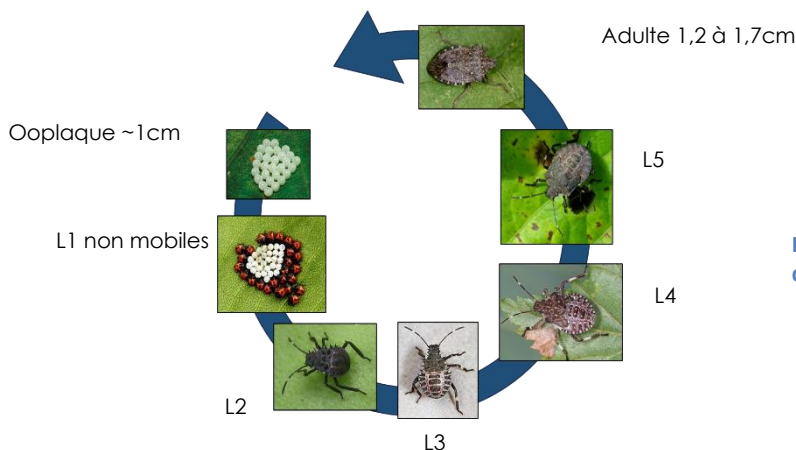 Adulte 1,2 à 1,7cm
Ooplaque ~1cm
L5
L1 non mobiles
L4
L2
L3